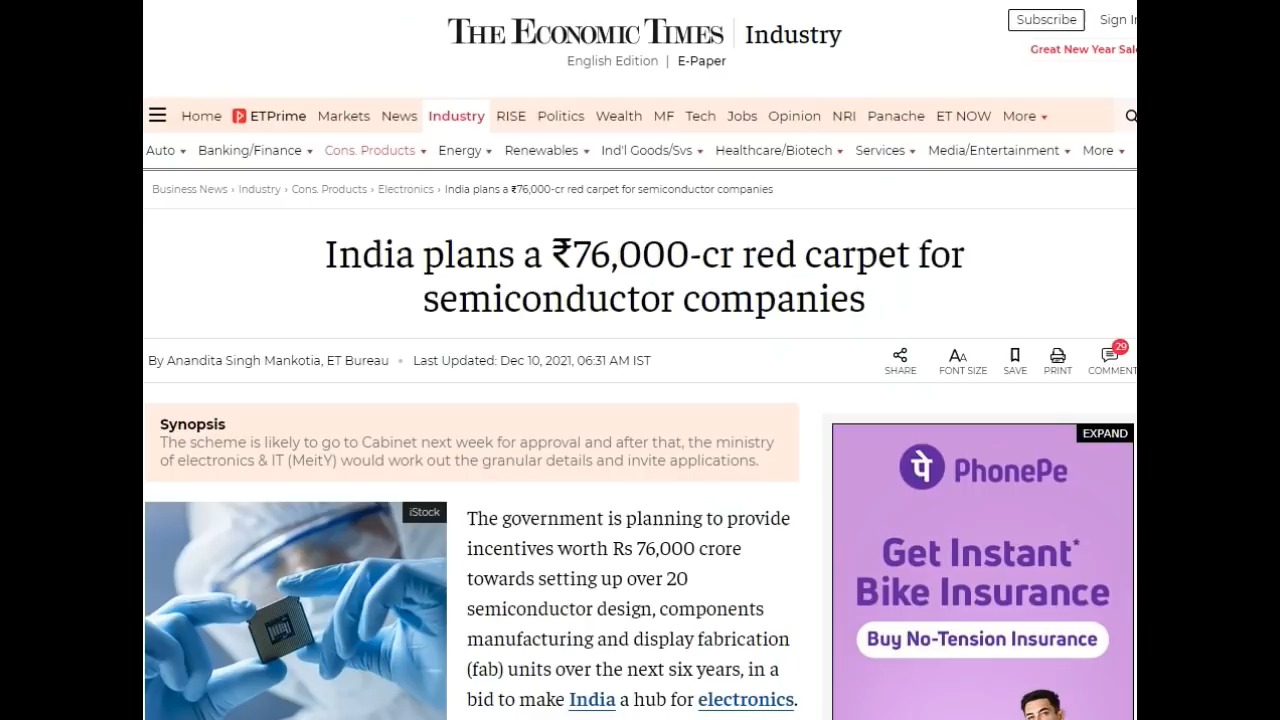 THE ECONOMIC TIMES | Industry
Subscribe Sign In
English Edition | E-Paper
Great New Year Sale
Home ETPrime Markets News Industry RISE Politics Wealth MF Tech Jobs Opinion NRI Panache ET NOW More
Auto Banking/Finance Cons. Products Energy Renewables Ind'l Goods/Svs Healthcare/Biotech Services Media/Entertainment More
Business News › Industry › Cons. Products › Electronics › India plans a ₹76,000-cr red carpet for semiconductor companies
India plans a ₹76,000-cr red carpet for
semiconductor companies
By Anandita Singh Mankotia, ET Bureau • Last Updated: Dec 10, 2021, 06:31 AM IST
29
SHARE FONT SIZE SAVE PRINT COMMENT
Synopsis
The scheme is likely to go to Cabinet next week for approval and after that, the ministry
of electronics & IT (MeitY) would work out the granular details and invite applications.
iStock
The government is planning to provide
incentives worth Rs 76,000 crore
towards setting up over 20
semiconductor design, components
manufacturing and display fabrication
(fab) units over the next six years, in a
bid to make India a hub for electronics.
EXPAND
पे PhonePe
Get Instant*
Bike Insurance
Buy No-Tension Insurance